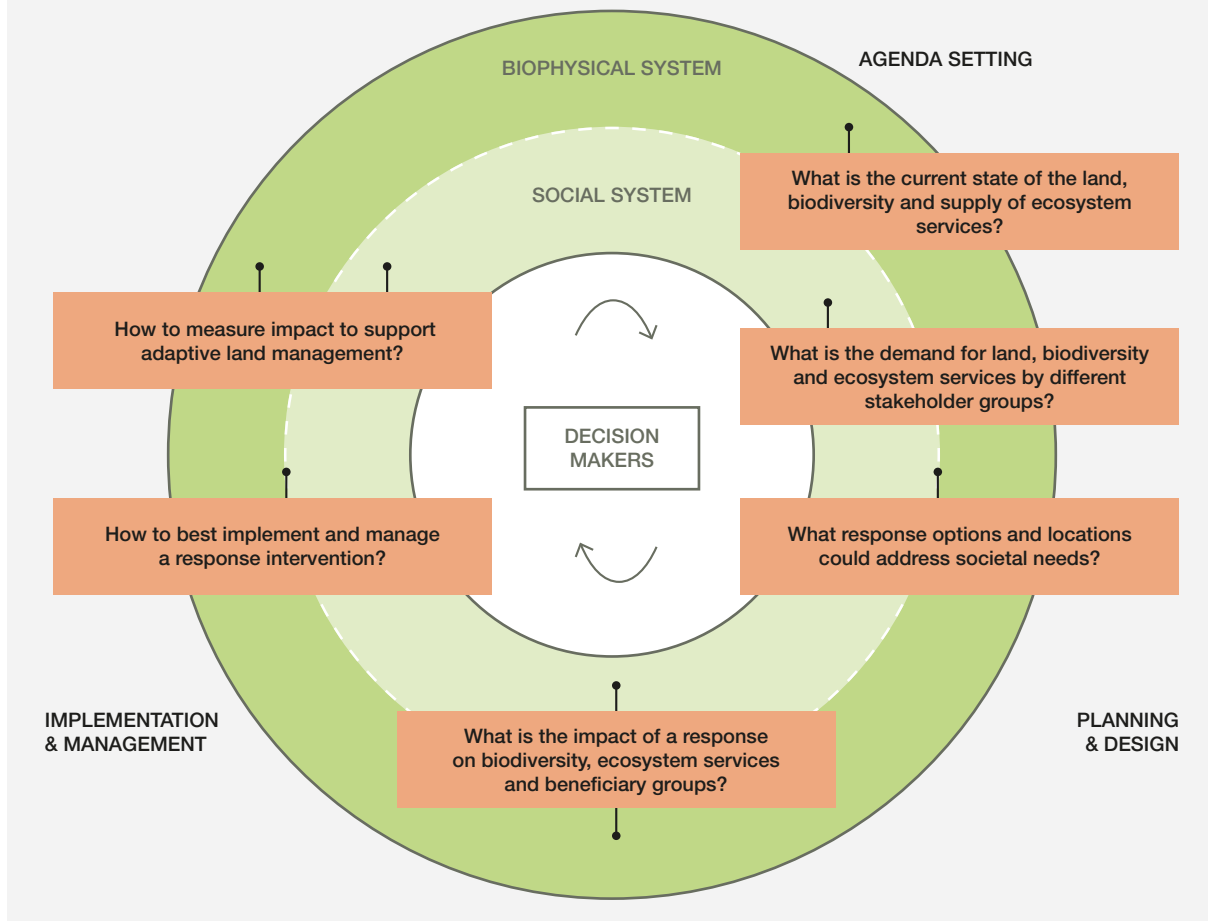 BIOPHYSICAL SYSTEM
AGENDA SETTING
SOCIAL SYSTEM
What is the current state of the land,
biodiversity and supply of ecosystem
services?
How to measure impact to support
adaptive land management?
What is the demand for land, biodiversity
and ecosystem services by different
stakeholder groups?
DECISION
MAKERS
How to best implement and manage
a response intervention?
What response options and locations
could address societal needs?
IMPLEMENTATION
& MANAGEMENT
What is the impact of a response
on biodiversity, ecosystem services
and beneficiary groups?
PLANNING
& DESIGN